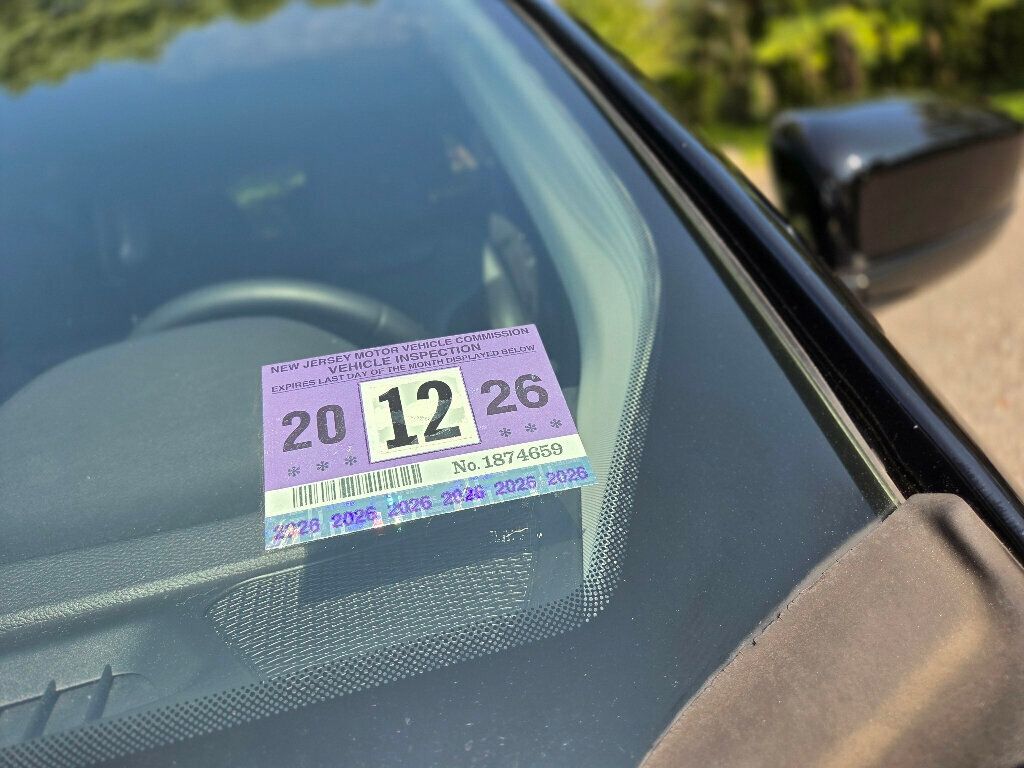 NEW JERSEY MOTOR VEHICLE COMMISSION
VEHICLE INSPECTION
EXPIRES LAST DAY OF THE MONTH DISPLAYED BELOW
20 12 26
* * * * * *
No. 1874659
2026 2026 2026 2026 2026 2026